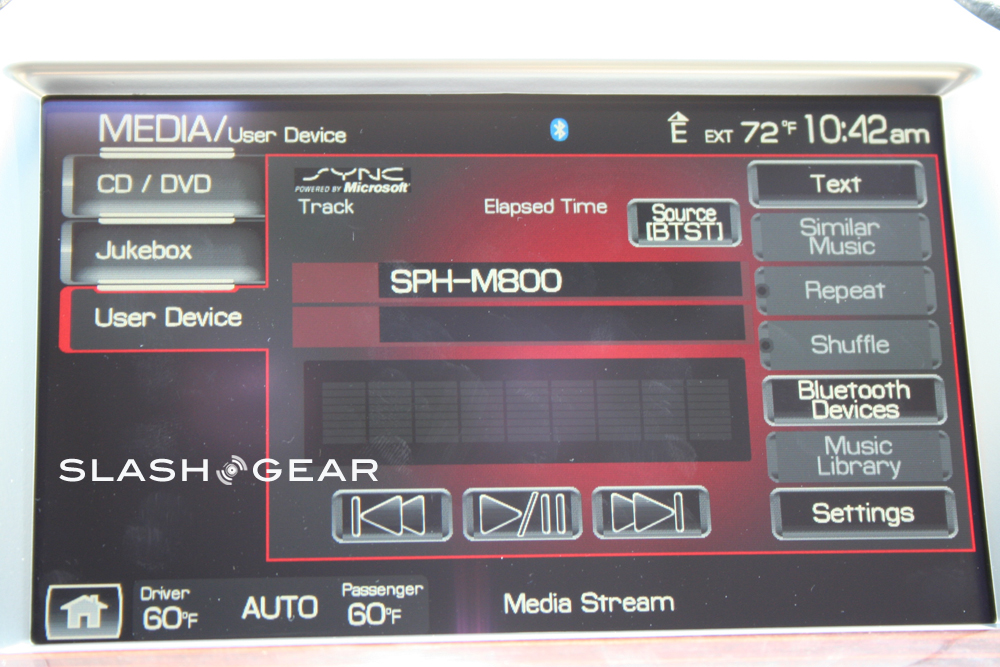 MEDIA/User Device
E EXT 72°F 10:42am
CD / DVD
Jukebox
User Device
SYNC
POWERED BY Microsoft
Track
Elapsed Time
Source
[BTST]
SPH-M800
Text
Similar
Music
Repeat
Shuffle
Bluetooth
Devices
Music
Library
Settings
SLASH GEAR
Driver
60°F
AUTO
Passenger
60°F
Media Stream